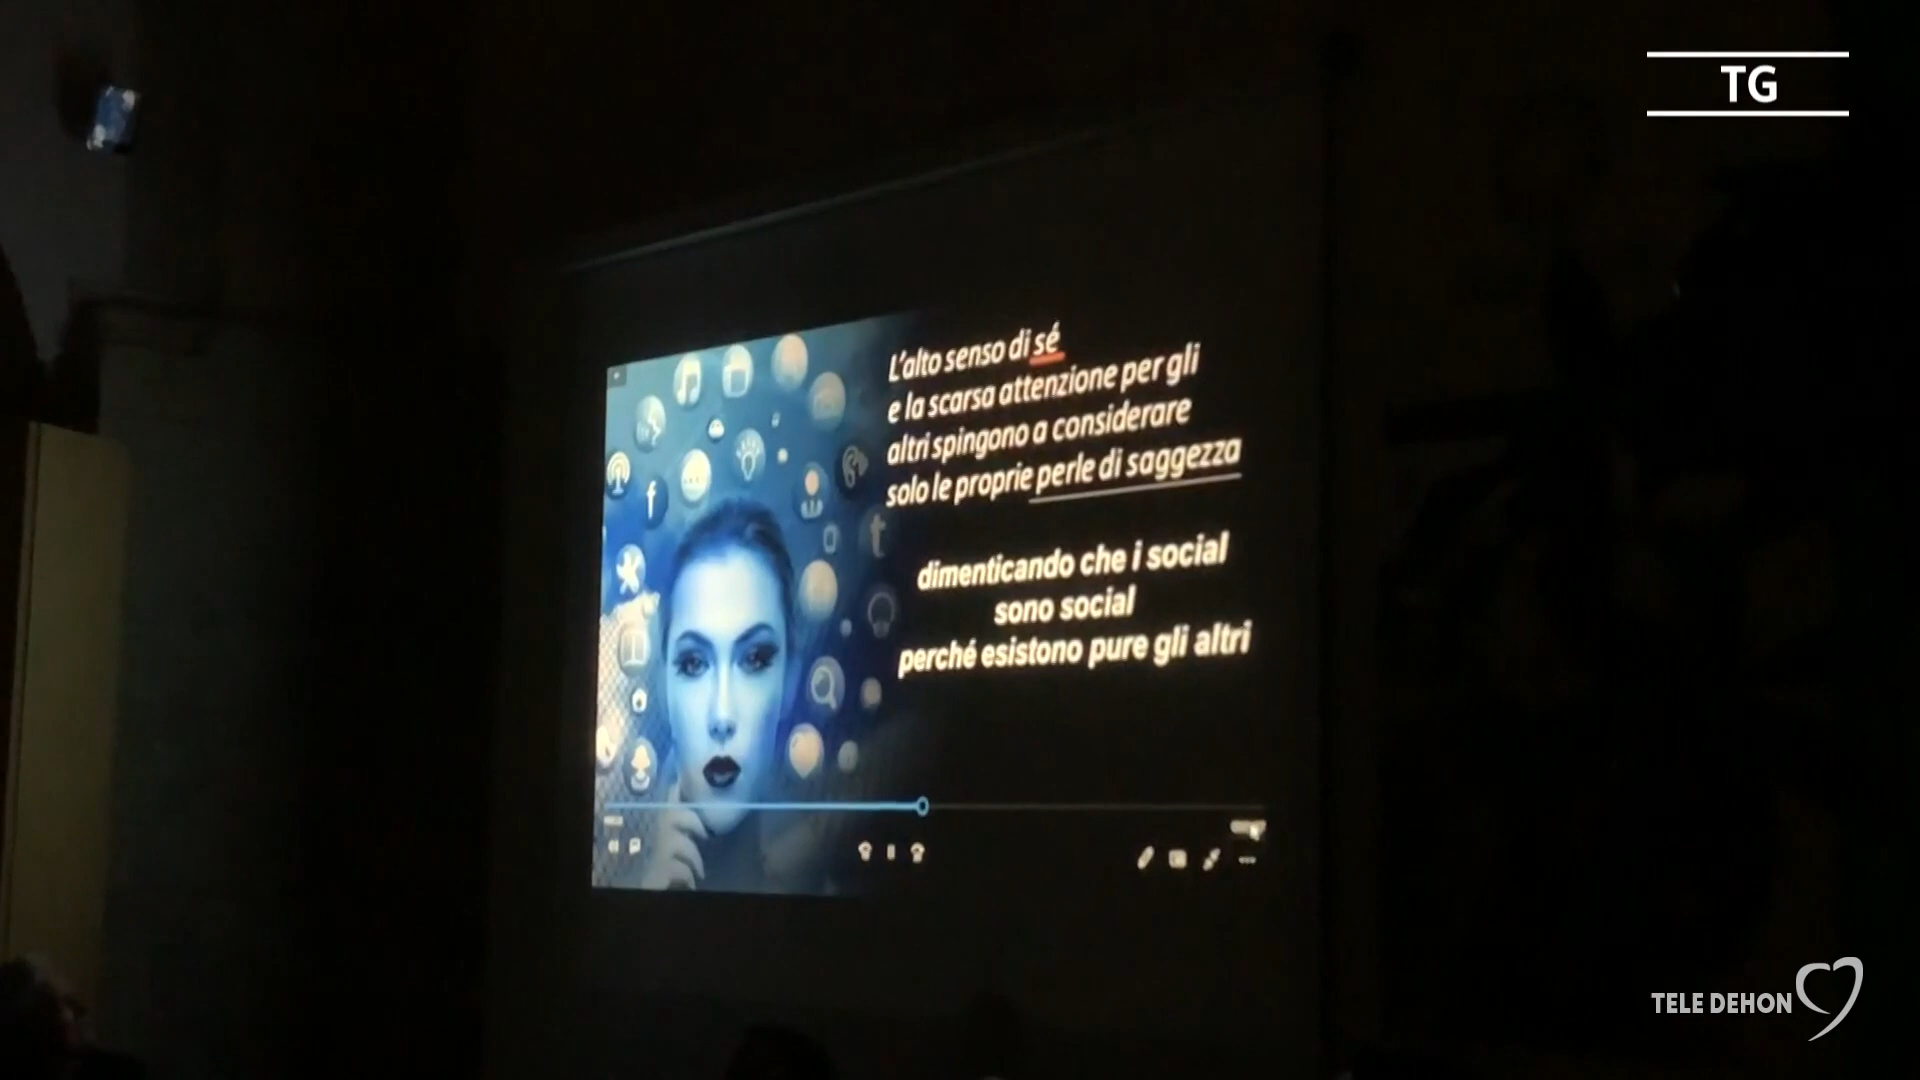 TG
L'alto senso di sé
e la scarsa attenzione per gli
altri spingono a considerare
solo le proprie perle di saggezza
dimenticando che i social
sono social
perché esistono pure gli altri
f
t
TELE DEHON